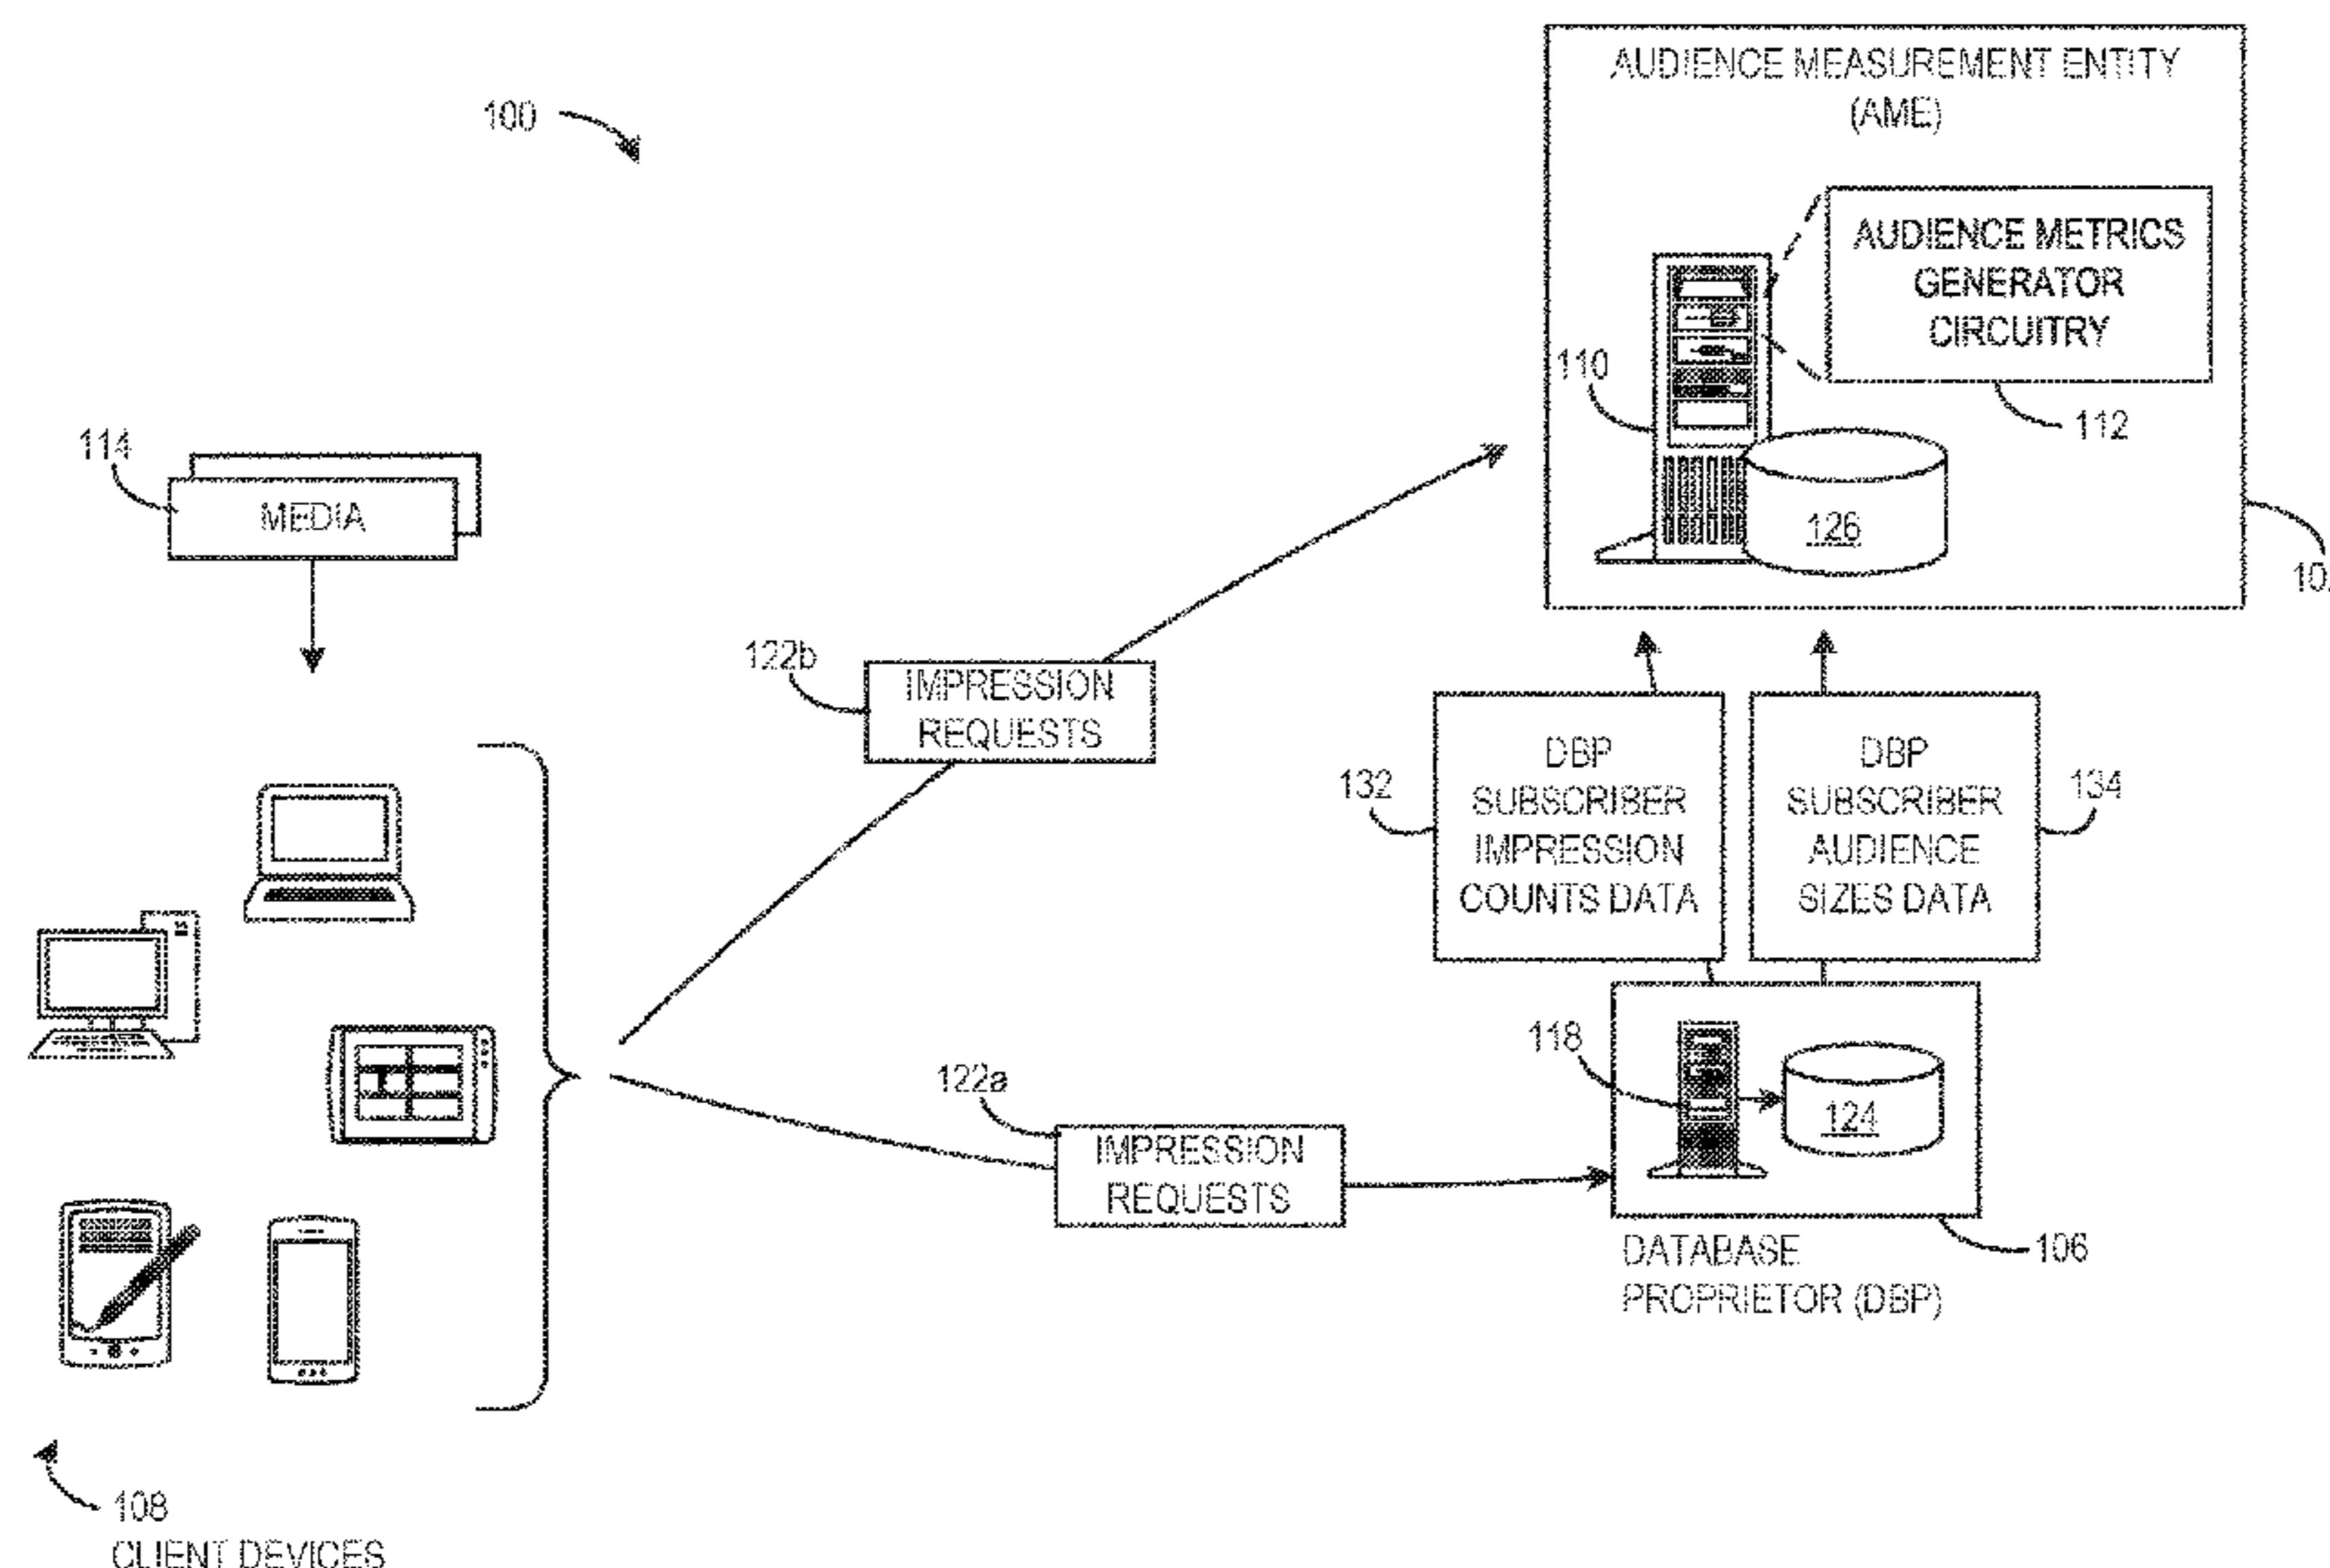 100
AUDIENCE MEASUREMENT ENTITY
(AME)
AUDIENCE METRICS
GENERATOR
CIRCUITRY
110
112
126
114
MEDIA
122b
IMPRESSION
REQUESTS
132
DBP
SUBSCRIBER
IMPRESSION
COUNTS DATA
DBP
SUBSCRIBER
AUDIENCE
SIZES DATA
134
118
124
122a
IMPRESSION
REQUESTS
106
DATABASE
PROPRIETOR (DBP)
108
CLIENT DEVICES